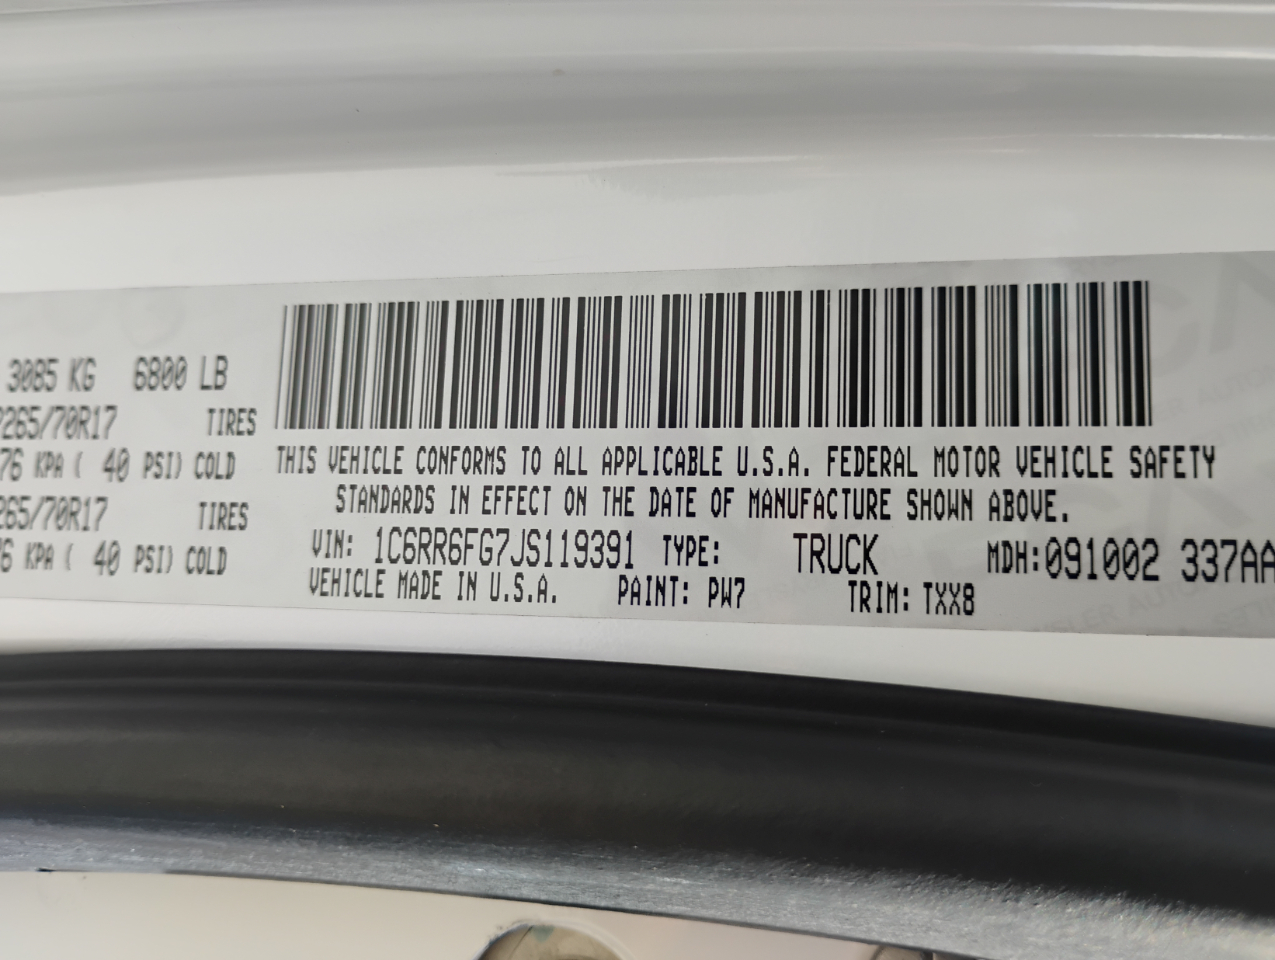 3085 KG 6800 LB
265/70R17 TIRES
76 KPA ( 40 PSI) COLD
265/70R17 TIRES
6 KPA ( 40 PSI) COLD
THIS VEHICLE CONFORMS TO ALL APPLICABLE U.S.A. FEDERAL MOTOR VEHICLE SAFETY
STANDARDS IN EFFECT ON THE DATE OF MANUFACTURE SHOWN ABOVE.
VIN: 1C6RR6FG7JS119391 TYPE: TRUCK MDH:091002 337AA
VEHICLE MADE IN U.S.A. PAINT: PW7 TRIM: TXX8